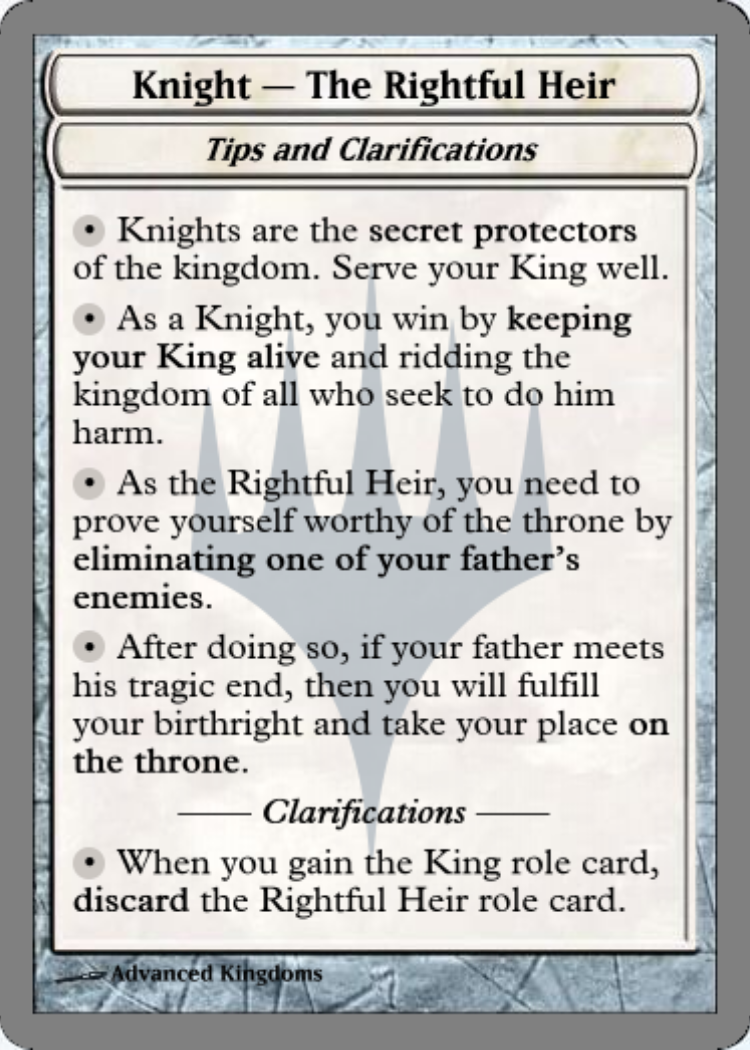 Knight — The Rightful Heir
Tips and Clarifications
• Knights are the secret protectors
of the kingdom. Serve your King well.
• As a Knight, you win by keeping
your King alive and ridding the
kingdom of all who seek to do him
harm.
• As the Rightful Heir, you need to
prove yourself worthy of the throne by
eliminating one of your father's
enemies.
• After doing so, if your father meets
his tragic end, then you will fulfill
your birthright and take your place on
the throne.
Clarifications
• When you gain the King role card,
discard the Rightful Heir role card.
Advanced Kingdoms